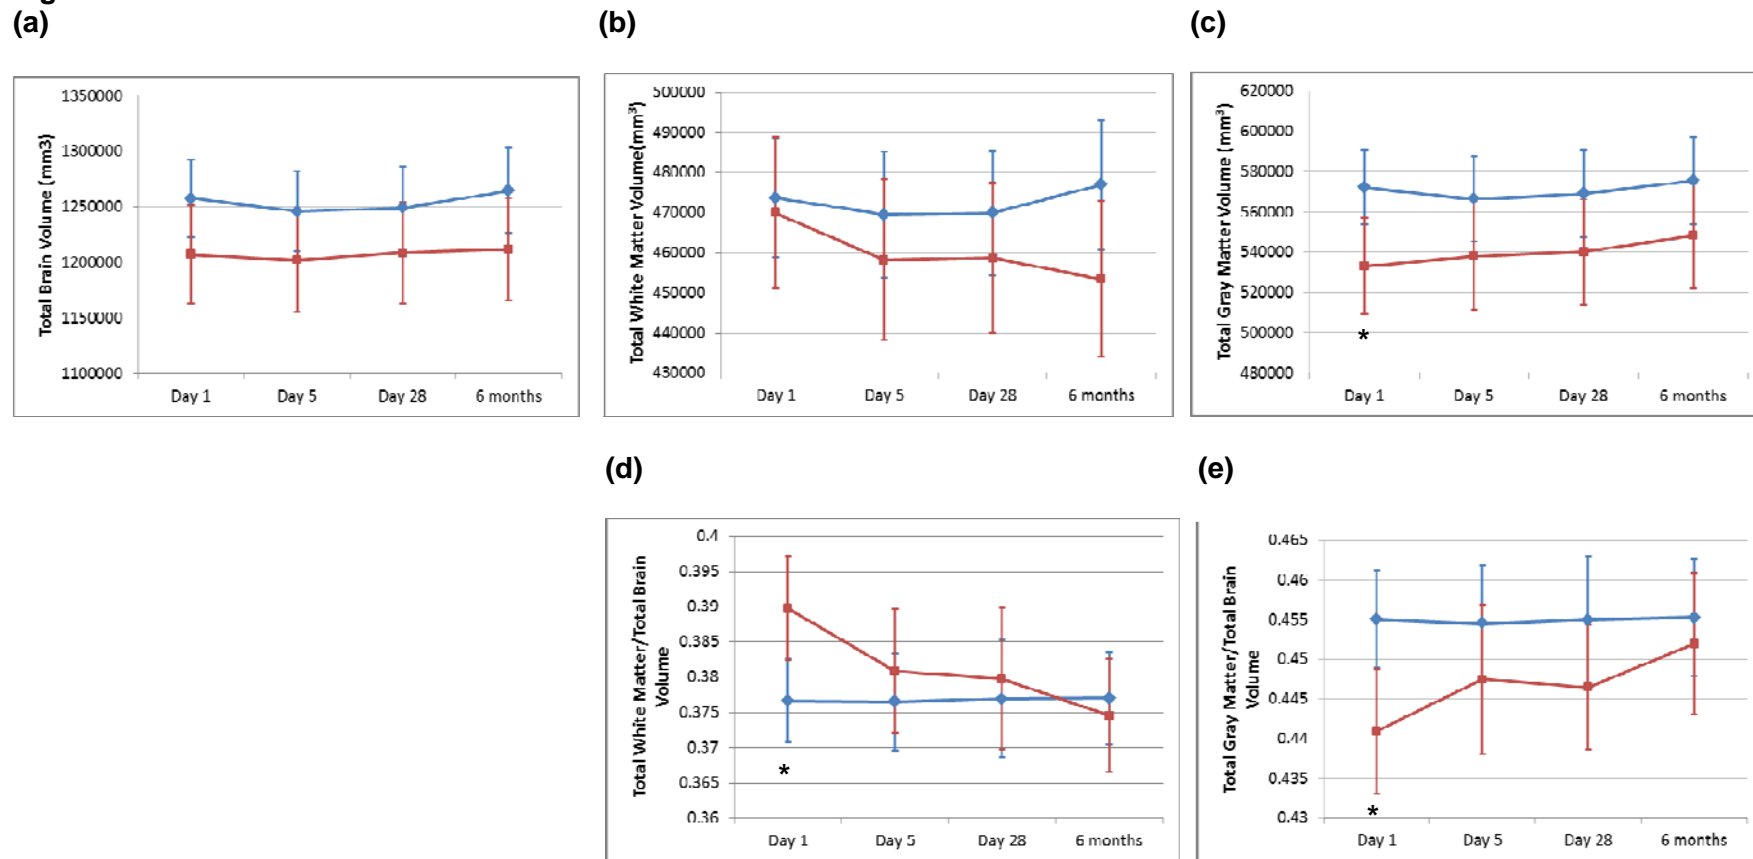 (a)
(b)
(c)
Total Brain Volume (mm3)
1350000
1300000
1250000
1200000
1150000
1100000
Day 1 Day 5 Day 28 6 months
Total White Matter Volume(mm³)
500000
490000
480000
470000
460000
450000
440000
430000
Day 1 Day 5 Day 28 6 months
Total Gray Matter Volume (mm³)
620000
600000
580000
560000
540000
520000
500000
480000
*
Day 1 Day 5 Day 28 6 months
(d)
(e)
Total White Matter/Total Brain
Volume
0.4
0.395
0.39
0.385
0.38
0.375
0.37
0.365
0.36
*
Day 1 Day 5 Day 28 6 months
Total Gray Matter/Total Brain
Volume
0.465
0.46
0.455
0.45
0.445
0.44
0.435
0.43
*
Day 1 Day 5 Day 28 6 months